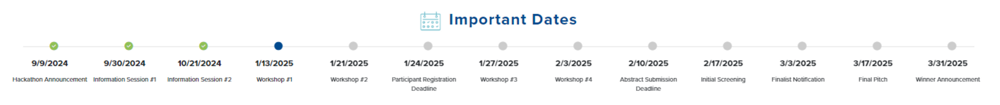 Important Dates
9/9/2024
Hackathon Announcement
9/30/2024
Information Session #1
10/21/2024
Information Session #2
1/13/2025
Workshop #1
1/21/2025
Workshop #2
1/24/2025
Participant Registration
Deadline
1/27/2025
Workshop #3
2/3/2025
Workshop #4
2/10/2025
Abstract Submission
Deadline
2/17/2025
Initial Screening
3/3/2025
Finalist Notification
3/17/2025
Final Pitch
3/31/2025
Winner Announcement